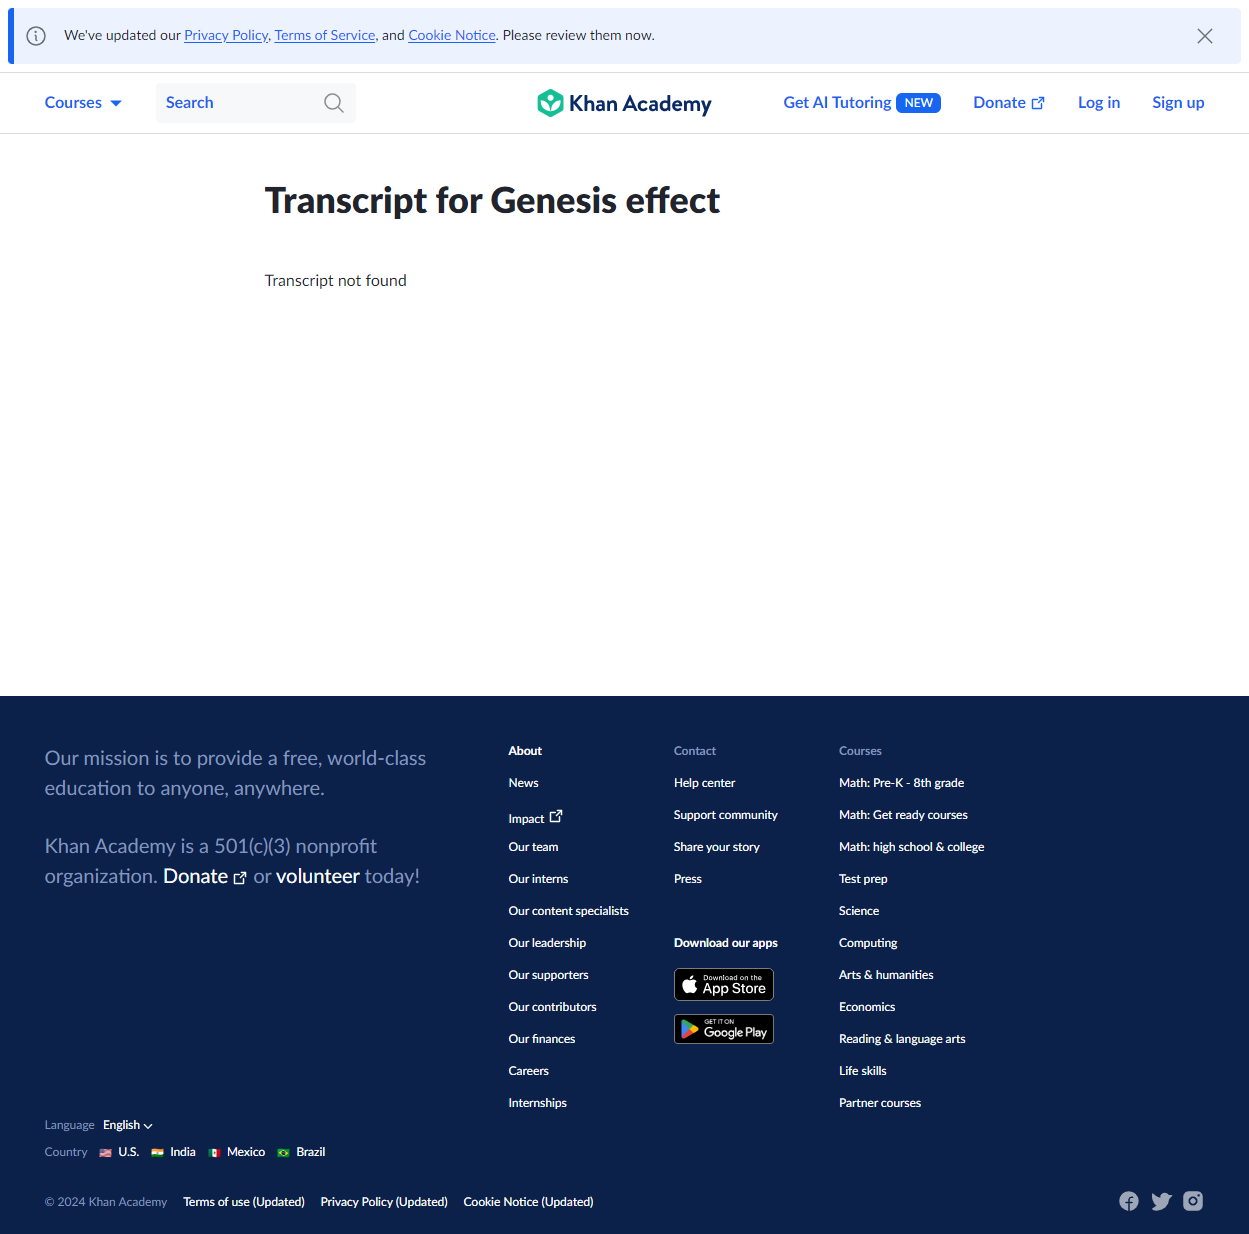 We've updated our Privacy Policy, Terms of Service, and Cookie Notice. Please review them now.
Courses
Search
Khan Academy
Get AI Tutoring NEW
Donate
Log in
Sign up
Transcript for Genesis effect
Transcript not found
Our mission is to provide a free, world-class
education to anyone, anywhere.
Khan Academy is a 501(c)(3) nonprofit
organization. Donate or volunteer today!
About
News
Impact
Our team
Our interns
Our content specialists
Our leadership
Our supporters
Our contributors
Our finances
Careers
Internships
Contact
Help center
Support community
Share your story
Press
Download our apps
Download on the
App Store
GET IT ON
Google Play
Courses
Math: Pre-K - 8th grade
Math: Get ready courses
Math: high school & college
Test prep
Science
Computing
Arts & humanities
Economics
Reading & language arts
Life skills
Partner courses
Language English
Country U.S. India Mexico Brazil
© 2024 Khan Academy Terms of use (Updated) Privacy Policy (Updated) Cookie Notice (Updated)